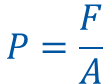 P = F/A